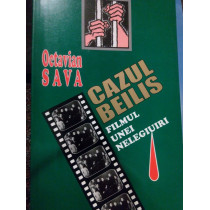 Octavian
SAVA
CAZUL
BEILIS
FILMUL
UNEI
NELEGIUIRI